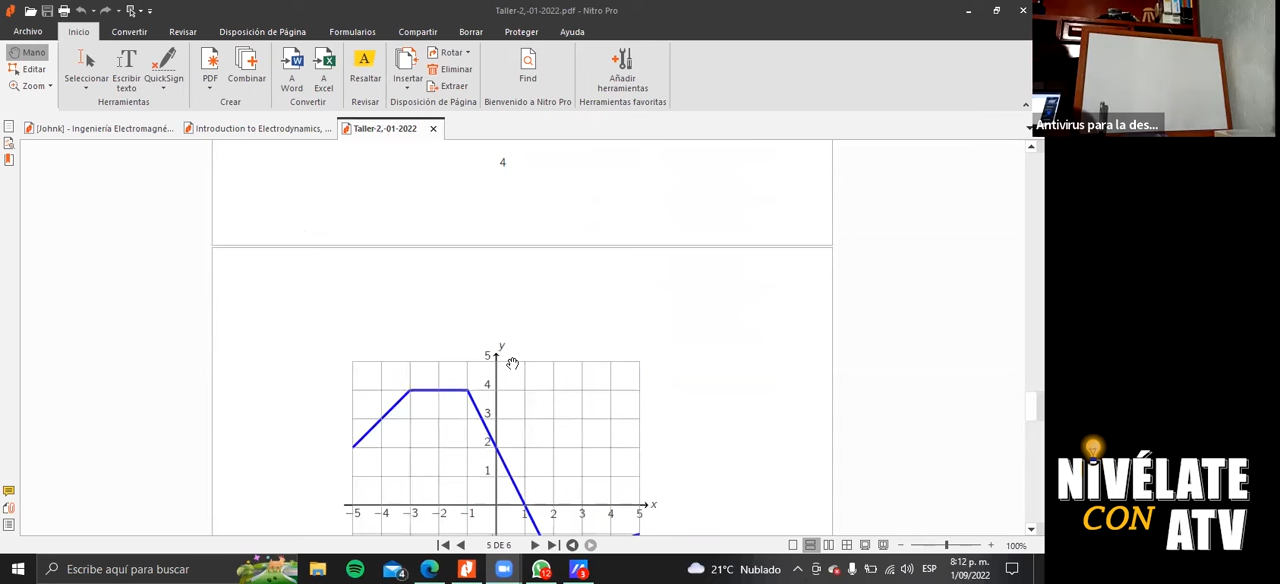 Taller-2,-01-2022.pdf - Nitro Pro
Archivo Inicio Convertir Revisar Disposición de Página Formularios Compartir Borrar Proteger Ayuda
Mano
Editar
Zoom
Seleccionar
Escribir texto
QuickSign
Herramientas
PDF
Combinar
Crear
A Word
A Excel
Convertir
Resaltar
Revisar
Insertar
Rotar
Eliminar
Extraer
Disposición de Página
Find
Bienvenido a Nitro Pro
Añadir herramientas
Herramientas favoritas
[Johnk] - Ingeniería Electromagné...
Introduction to Electrodynamics, ...
Taller-2,-01-2022
Antivirus para la des...
4
y
5
4
3
2
1
x
−5 −4 −3 −2 −1 1 2 3 4 5
5 DE 6
100%
NIVÉLATE
CON ATV
Escribe aquí para buscar
4
12
3
21°C Nublado
ESP
8:12 p. m.
1/09/2022